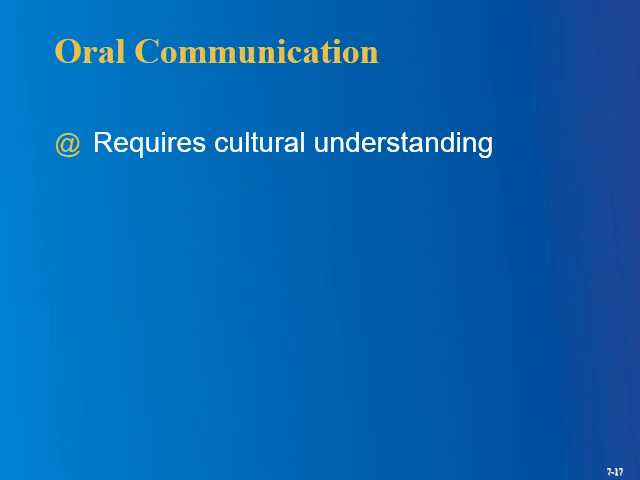 Oral Communication
@ Requires cultural understanding
7-17